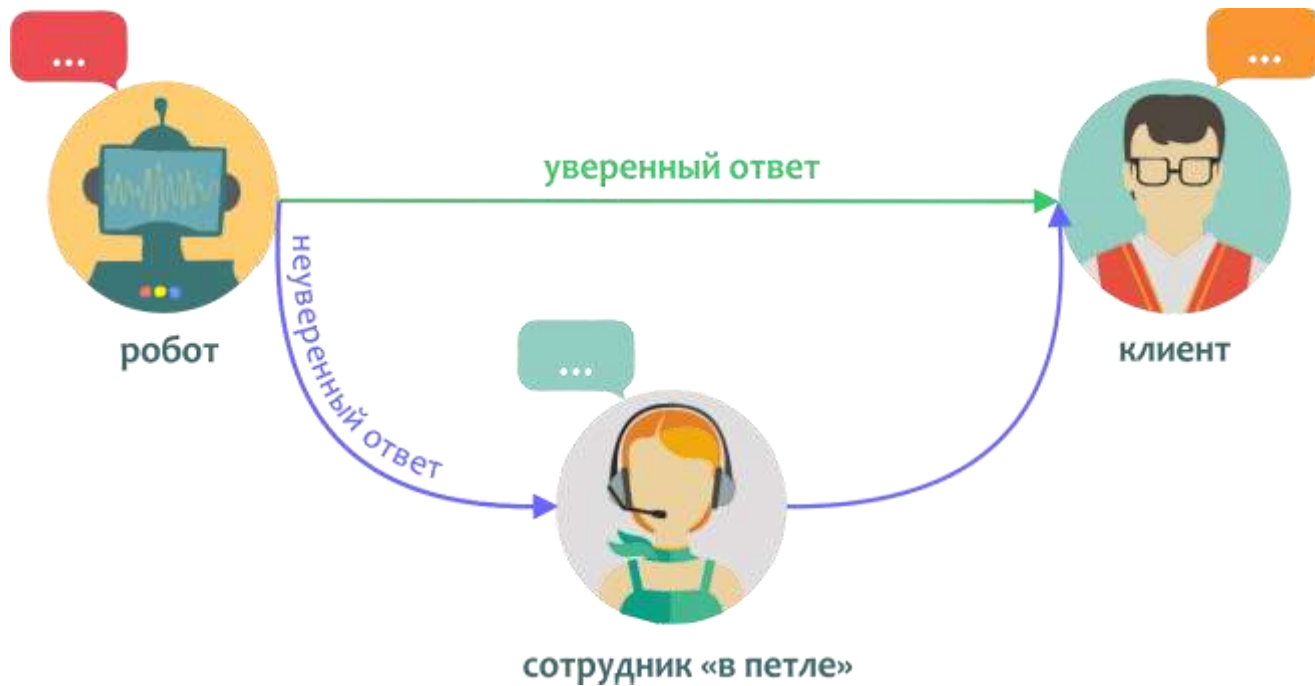 ...
...
уверенный ответ
неуверенный ответ
робот
клиент
...
сотрудник «в петле»